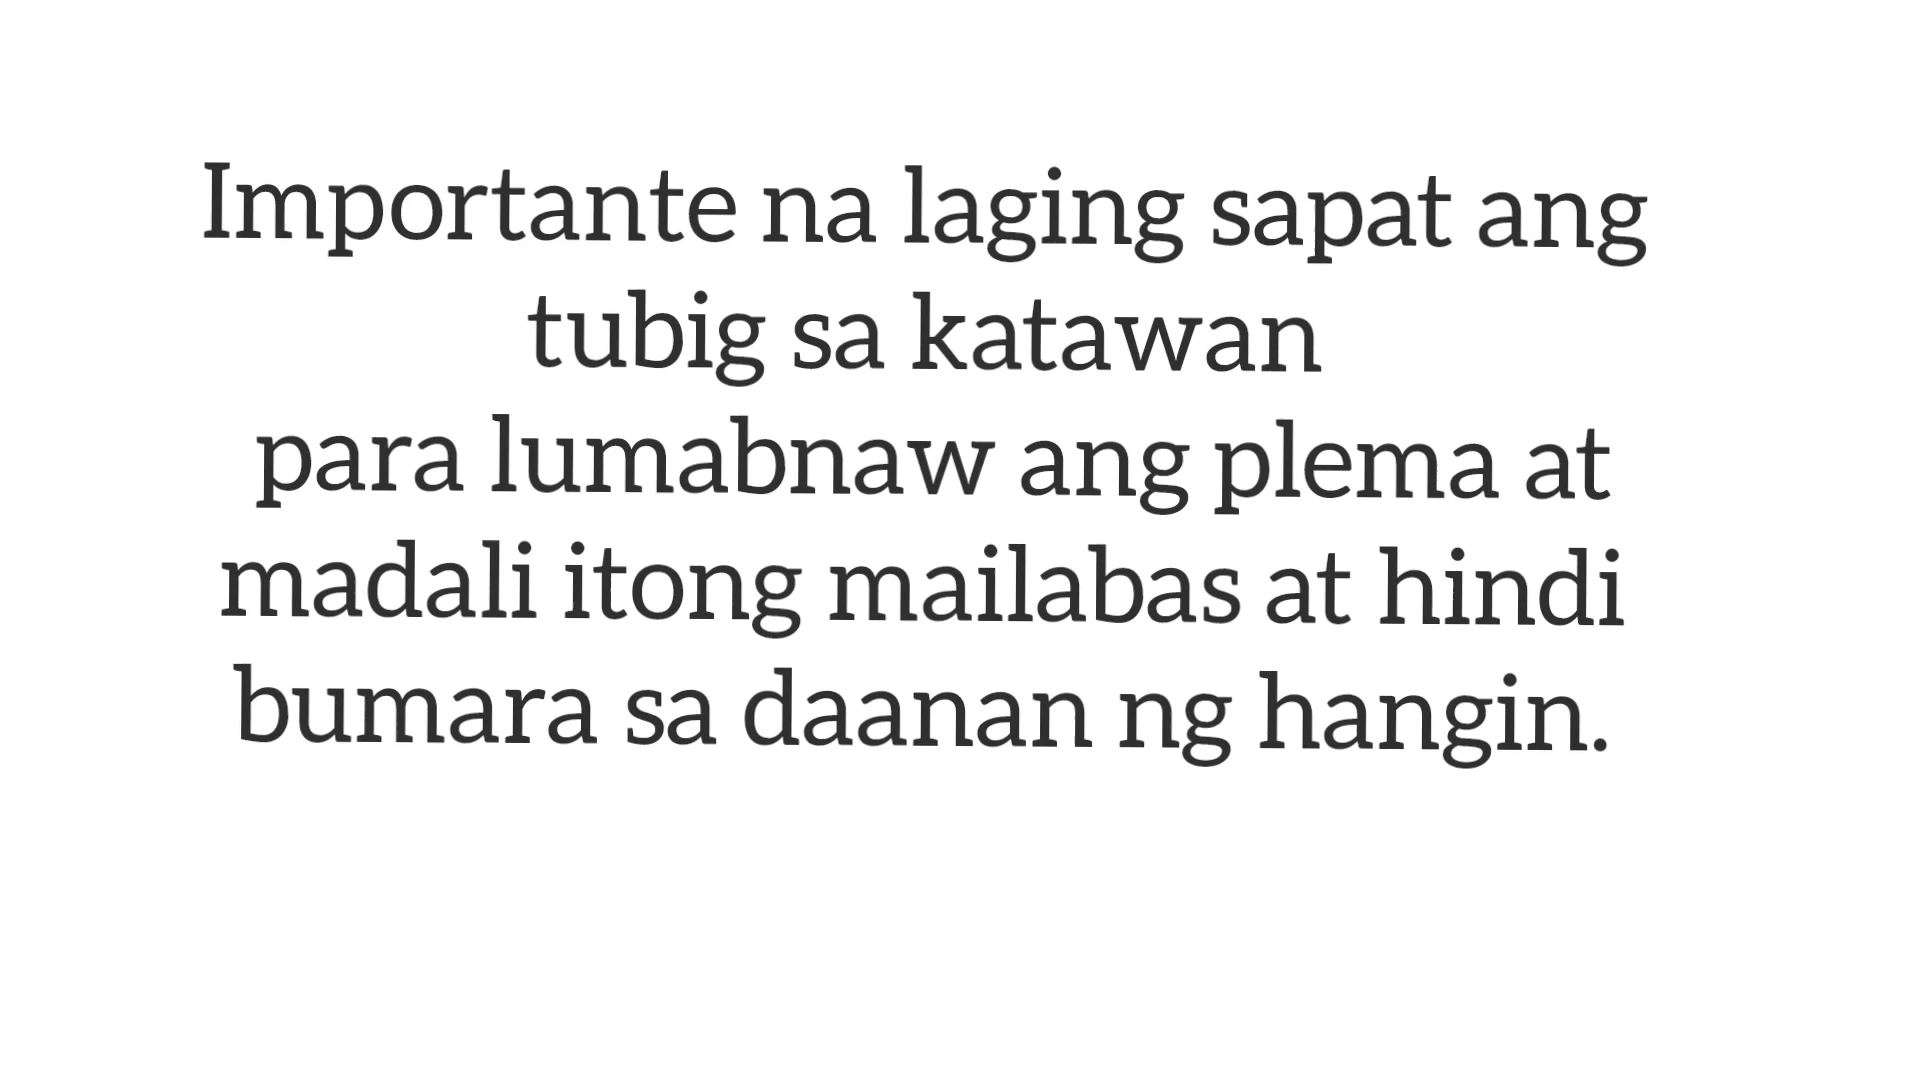 Importante na laging sapat ang
tubig sa katawan
para lumabnaw ang plema at
madali itong mailabas at hindi
bumara sa daanan ng hangin.